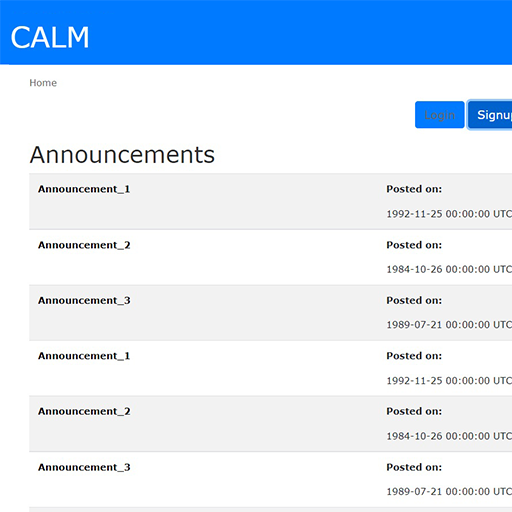 CALM
Home
Login Signup
Announcements
Announcement_1 Posted on:
1992-11-25 00:00:00 UTC
Announcement_2 Posted on:
1984-10-26 00:00:00 UTC
Announcement_3 Posted on:
1989-07-21 00:00:00 UTC
Announcement_1 Posted on:
1992-11-25 00:00:00 UTC
Announcement_2 Posted on:
1984-10-26 00:00:00 UTC
Announcement_3 Posted on:
1989-07-21 00:00:00 UTC